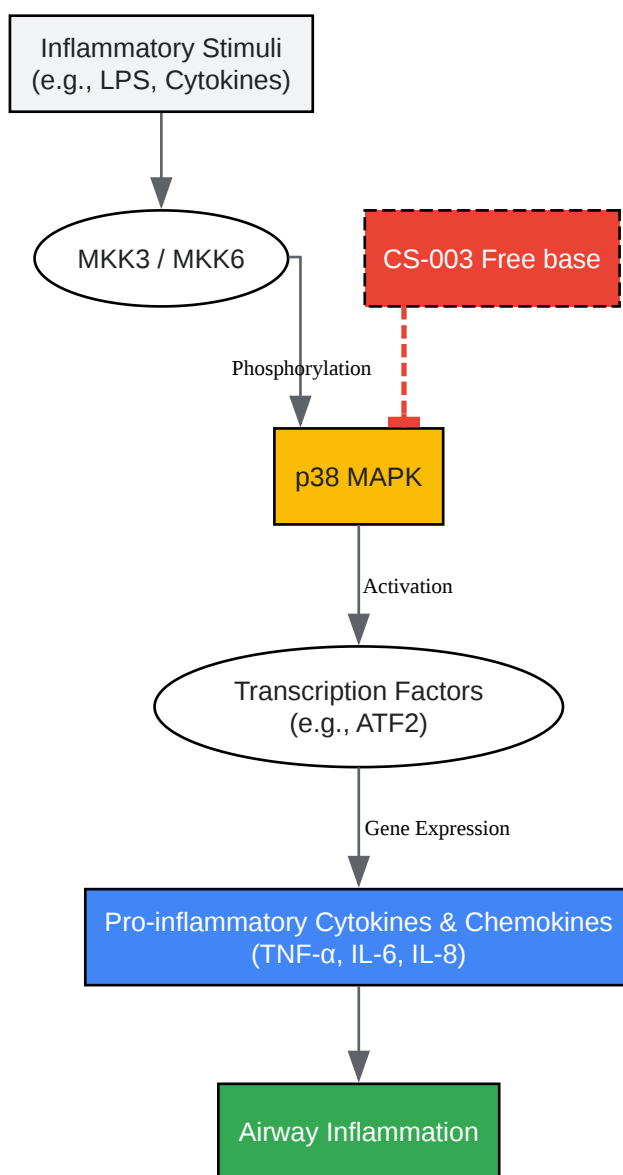 Inflammatory Stimuli
(e.g., LPS, Cytokines)
MKK3 / MKK6
CS-003 Free base
Phosphorylation
p38 MAPK
Activation
Transcription Factors
(e.g., ATF2)
Gene Expression
Pro-inflammatory Cytokines & Chemokines
(TNF-α, IL-6, IL-8)
Airway Inflammation